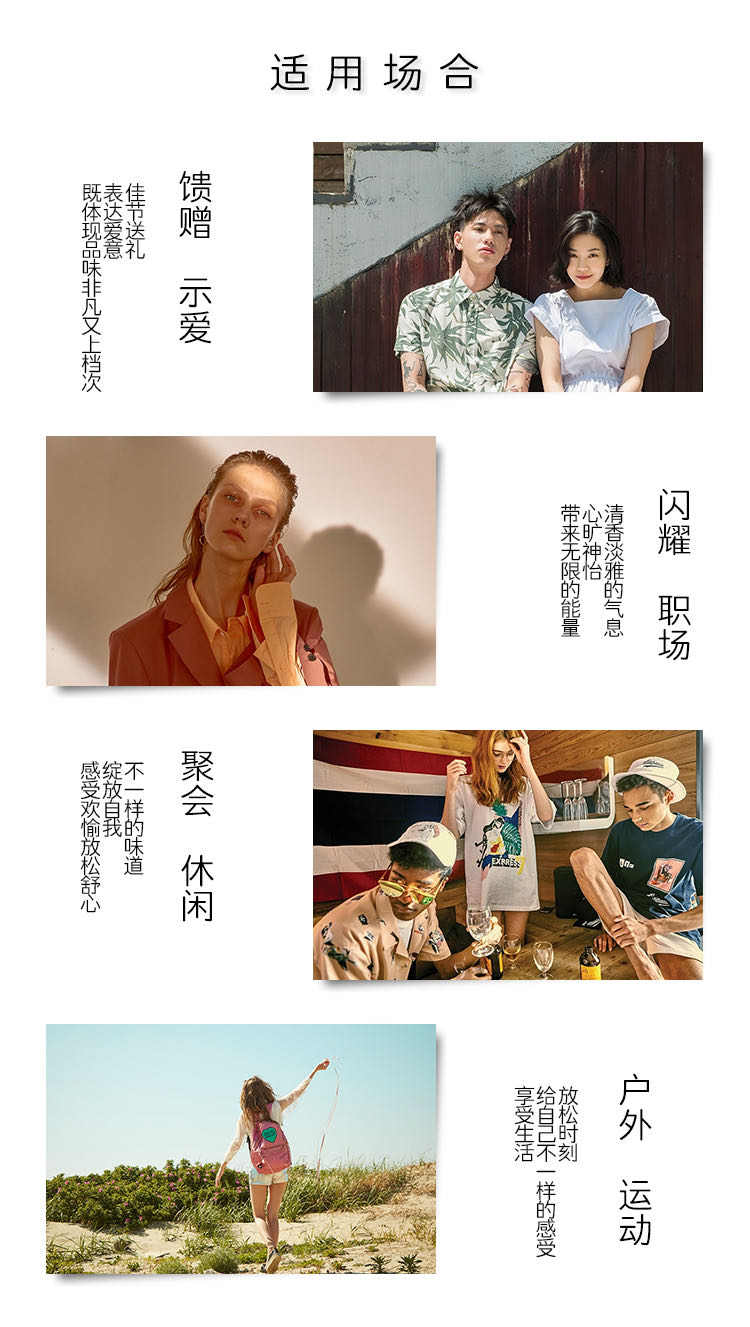 适用场合
馈赠 示爱
佳节送礼
表达爱意
既体现品味非凡又上档次
闪耀 职场
清香淡雅的气息
心旷神怡
带来无限的能量
聚会 休闲
不一样的味道
绽放自我
感受欢愉放松舒心
EXPRESS
户外 运动
放松时刻
给自己不一样的感受
享受生活